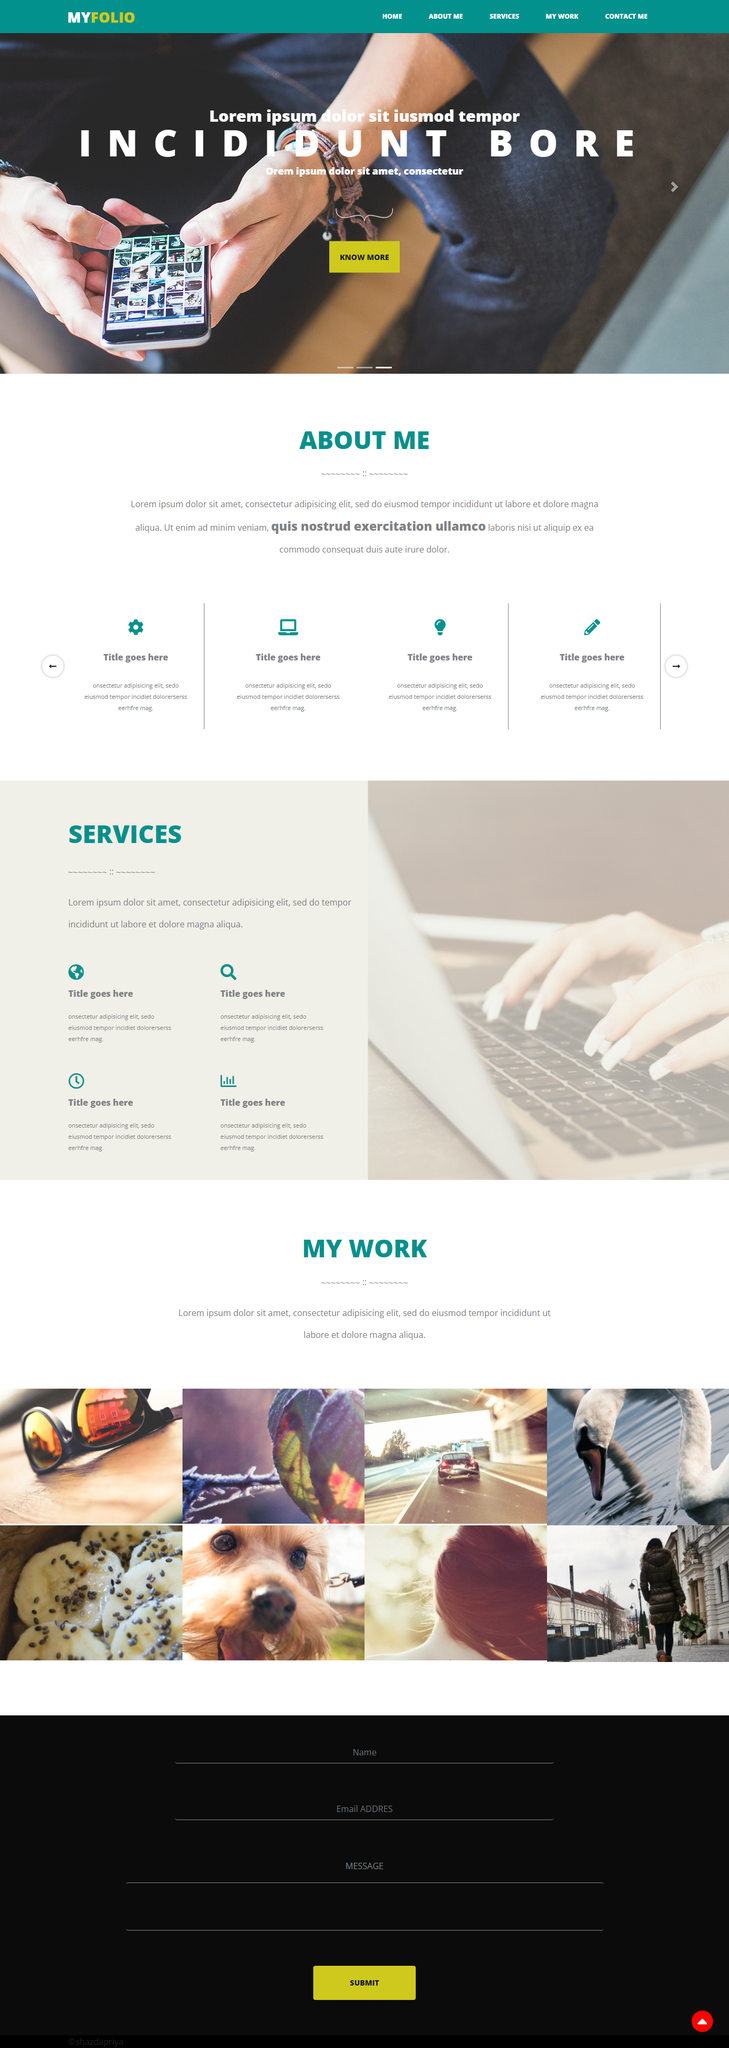 MYFOLIO
HOME ABOUT ME SERVICES MY WORK CONTACT ME
Lorem ipsum dolor sit iusmod tempor
INCIDIDUNT BORE
Orem ipsum dolor sit amet, consectetur
KNOW MORE
ABOUT ME
~~~~~~~~ :: ~~~~~~~~
Lorem ipsum dolor sit amet, consectetur adipisicing elit, sed do eiusmod tempor incididunt ut labore et dolore magna
aliqua. Ut enim ad minim veniam, quis nostrud exercitation ullamco laboris nisi ut aliquip ex ea
commodo consequat duis aute irure dolor.
Title goes here
onsectetur adipisicing elit, sedo
eiusmod tempor incidiet dolorerserss
eerhfre mag.
Title goes here
onsectetur adipisicing elit, sedo
eiusmod tempor incidiet dolorerserss
eerhfre mag.
Title goes here
onsectetur adipisicing elit, sedo
eiusmod tempor incidiet dolorerserss
eerhfre mag.
Title goes here
onsectetur adipisicing elit, sedo
eiusmod tempor incidiet dolorerserss
eerhfre mag.
SERVICES
~~~~~~~~ :: ~~~~~~~~
Lorem ipsum dolor sit amet, consectetur adipisicing elit, sed do tempor
incididunt ut labore et dolore magna aliqua.
Title goes here
onsectetur adipisicing elit, sedo
eiusmod tempor incidiet dolorerserss
eerhfre mag.
Title goes here
onsectetur adipisicing elit, sedo
eiusmod tempor incidiet dolorerserss
eerhfre mag.
Title goes here
onsectetur adipisicing elit, sedo
eiusmod tempor incidiet dolorerserss
eerhfre mag.
Title goes here
onsectetur adipisicing elit, sedo
eiusmod tempor incidiet dolorerserss
eerhfre mag.
MY WORK
~~~~~~~~ :: ~~~~~~~~
Lorem ipsum dolor sit amet, consectetur adipisicing elit, sed do eiusmod tempor incididunt ut
labore et dolore magna aliqua.
Name
Email ADDRES
MESSAGE
SUBMIT
©shazdapriya